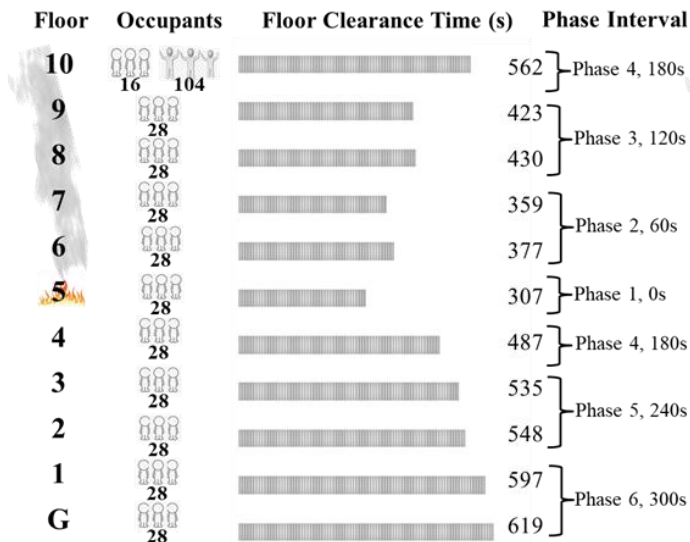 Floor Occupants Floor Clearance Time (s) Phase Interval
10 16 104 562 Phase 4, 180s
9 28 423
Phase 3, 120s
8 28 430
7 28 359
Phase 2, 60s
6 28 377
5 28 307 Phase 1, 0s
4 28 487 Phase 4, 180s
3 28 535
Phase 5, 240s
2 28 548
1 28 597
Phase 6, 300s
G 28 619